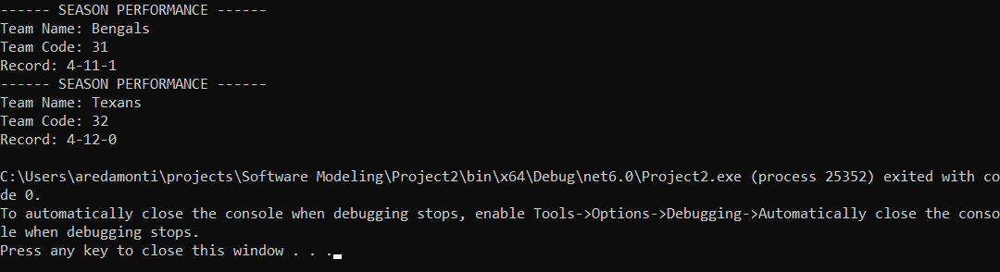 ------ SEASON PERFORMANCE ------
Team Name: Bengals
Team Code: 31
Record: 4-11-1
------ SEASON PERFORMANCE ------
Team Name: Texans
Team Code: 32
Record: 4-12-0

C:\Users\aredamonti\projects\Software Modeling\Project2\bin\x64\Debug\net6.0\Project2.exe (process 25352) exited with co
de 0.
To automatically close the console when debugging stops, enable Tools->Options->Debugging->Automatically close the conso
le when debugging stops.
Press any key to close this window . . .